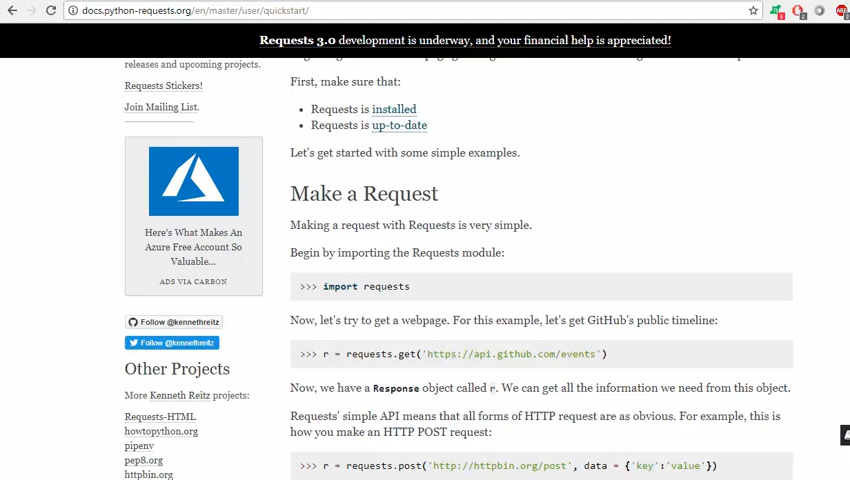 docs.python-requests.org/en/master/user/quickstart/
Requests 3.0 development is underway, and your financial help is appreciated!
releases and upcoming projects.
Requests Stickers!
Join Mailing List.
Here's What Makes An
Azure Free Account So
Valuable...
ADS VIA CARBON
Follow @kennethreitz
Follow @kennethreitz
Other Projects
More Kenneth Reitz projects:
Requests-HTML
howtopython.org
pipenv
pep8.org
httpbin.org
First, make sure that:
• Requests is installed
• Requests is up-to-date
Let's get started with some simple examples.
Make a Request
Making a request with Requests is very simple.
Begin by importing the Requests module:
>>> import requests
Now, let's try to get a webpage. For this example, let's get GitHub's public timeline:
>>> r = requests.get('https://api.github.com/events')
Now, we have a Response object called r. We can get all the information we need from this object.
Requests' simple API means that all forms of HTTP request are as obvious. For example, this is
how you make an HTTP POST request:
>>> r = requests.post('http://httpbin.org/post', data = {'key':'value'})